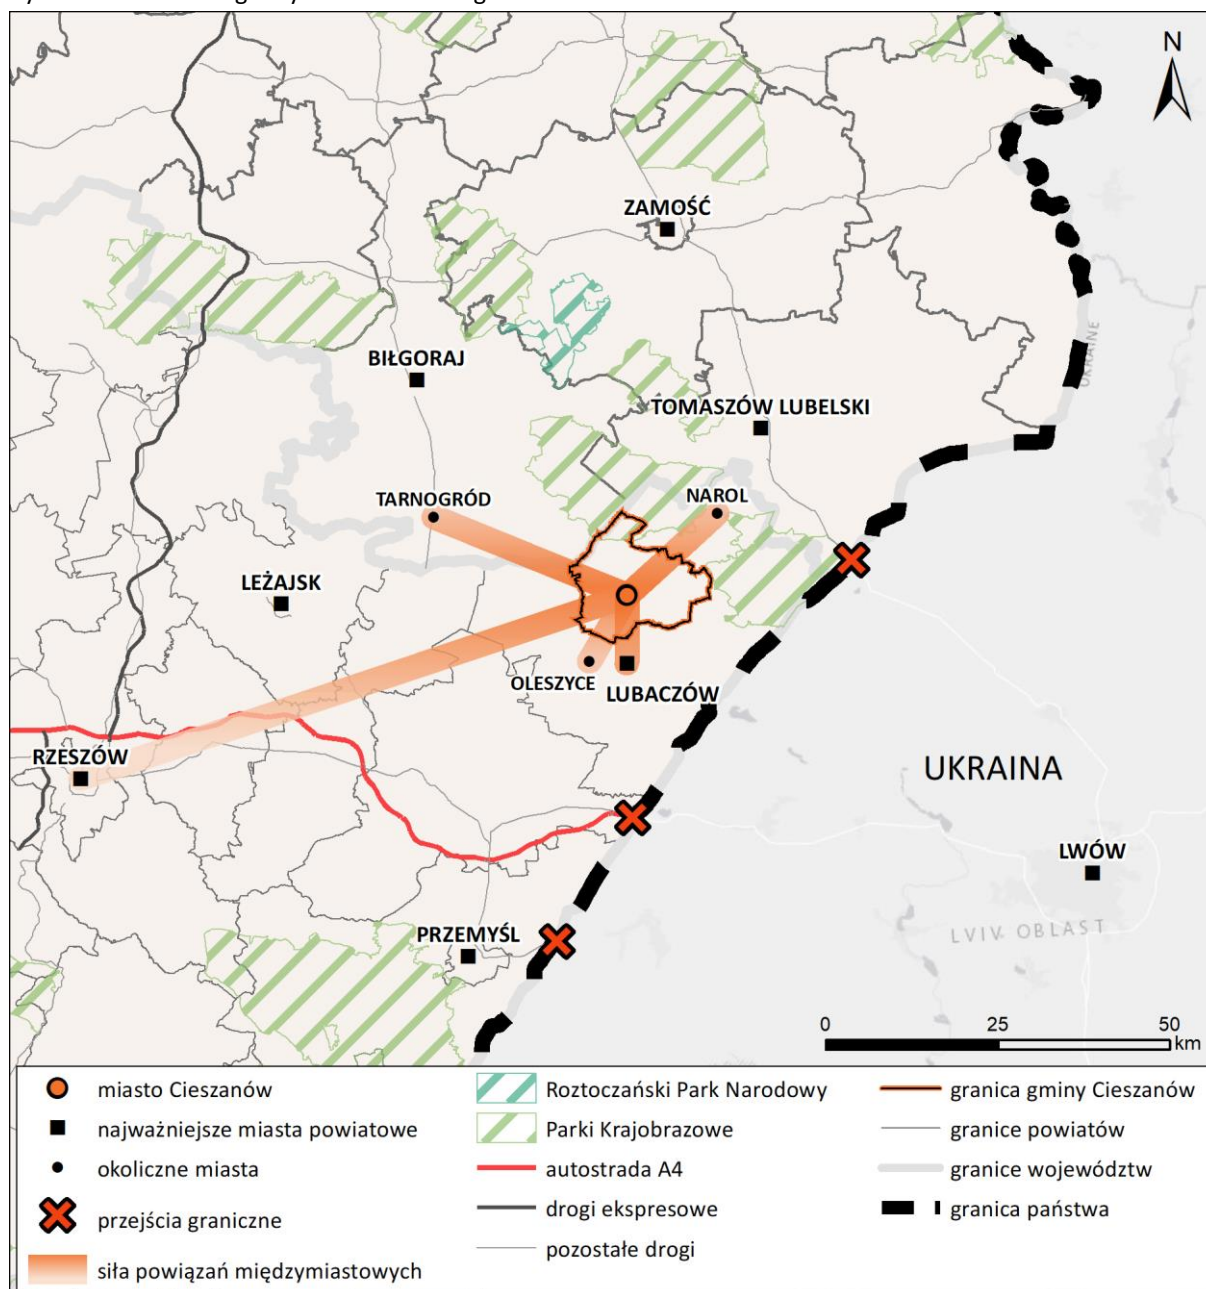 N
ZAMOŚĆ
UKRAINE
BIŁGORAJ
TOMASZÓW LUBELSKI
TARNOGRÓD
NAROL
LEŻAJSK
OLESZYCE
LUBACZÓW
RZESZÓW
UKRAINA
LWÓW
PRZEMYŚL
LVIV OBLAST
0 25 50
km
miasto Cieszanów
najważniejsze miasta powiatowe
okoliczne miasta
przejścia graniczne
siła powiązań międzymiastowych
Roztoczański Park Narodowy
Parki Krajobrazowe
autostrada A4
drogi ekspresowe
pozostałe drogi
granica gminy Cieszanów
granice powiatów
granice województw
granica państwa